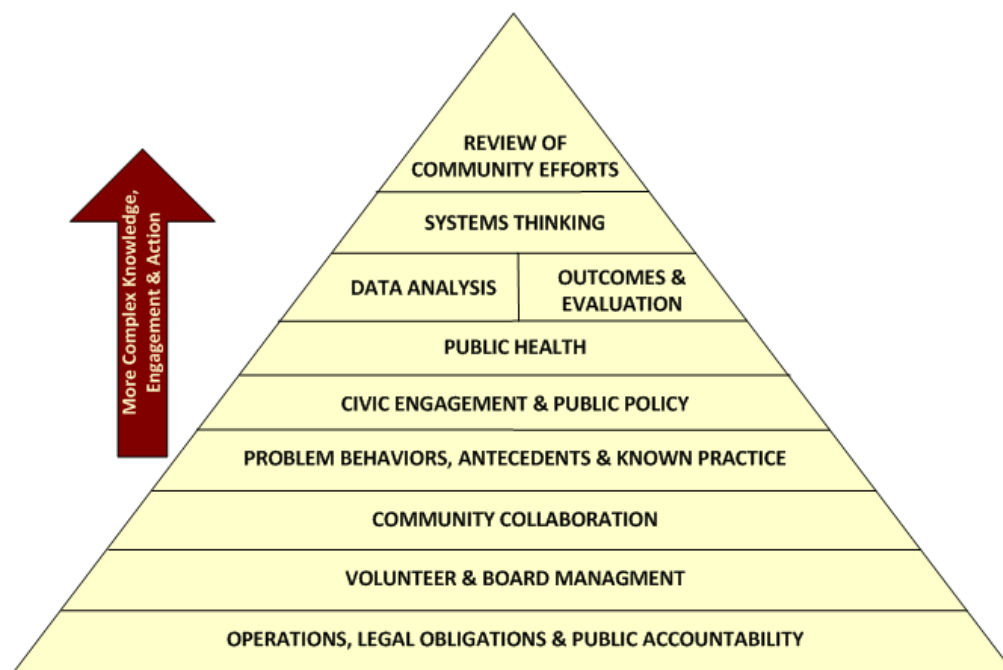 REVIEW OF
COMMUNITY EFFORTS
SYSTEMS THINKING
DATA ANALYSIS
OUTCOMES &
EVALUATION
PUBLIC HEALTH
CIVIC ENGAGEMENT & PUBLIC POLICY
PROBLEM BEHAVIORS, ANTECEDENTS & KNOWN PRACTICE
COMMUNITY COLLABORATION
VOLUNTEER & BOARD MANAGMENT
OPERATIONS, LEGAL OBLIGATIONS & PUBLIC ACCOUNTABILITY
More Complex Knowledge,
Engagement & Action